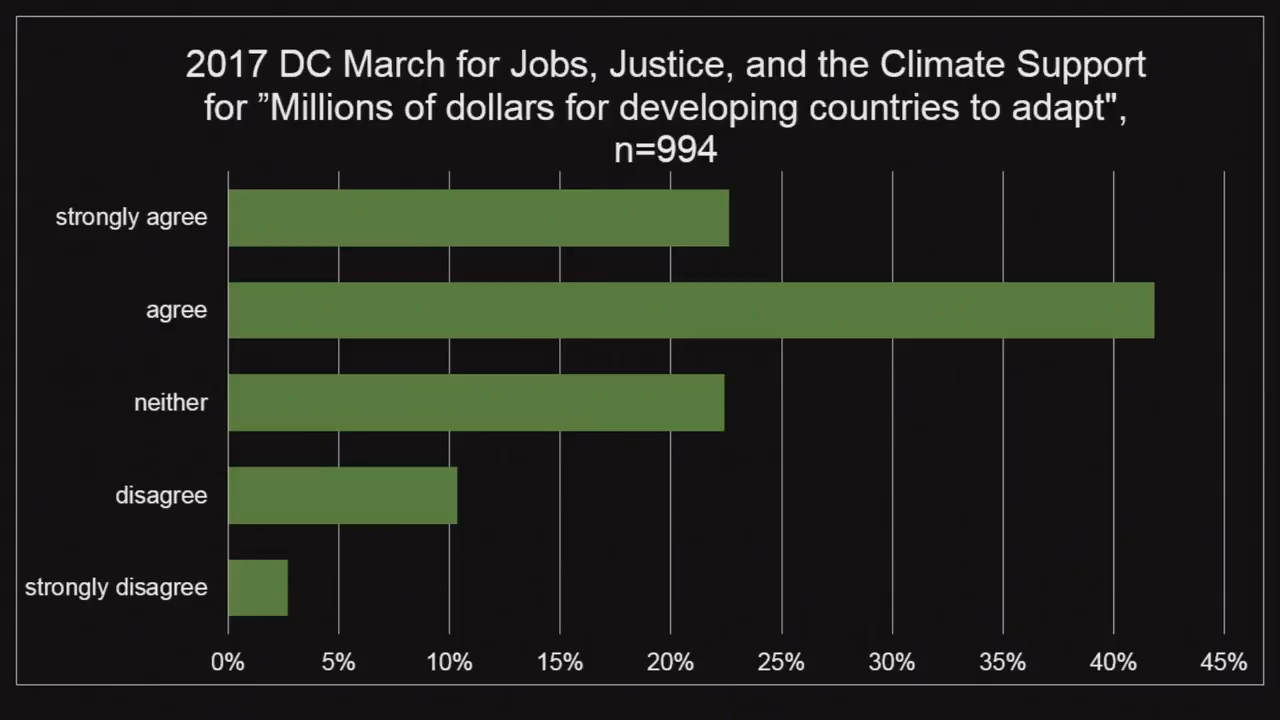 2017 DC March for Jobs, Justice, and the Climate Support
for ”Millions of dollars for developing countries to adapt",
n=994
strongly agree
agree
neither
disagree
strongly disagree
0% 5% 10% 15% 20% 25% 30% 35% 40% 45%